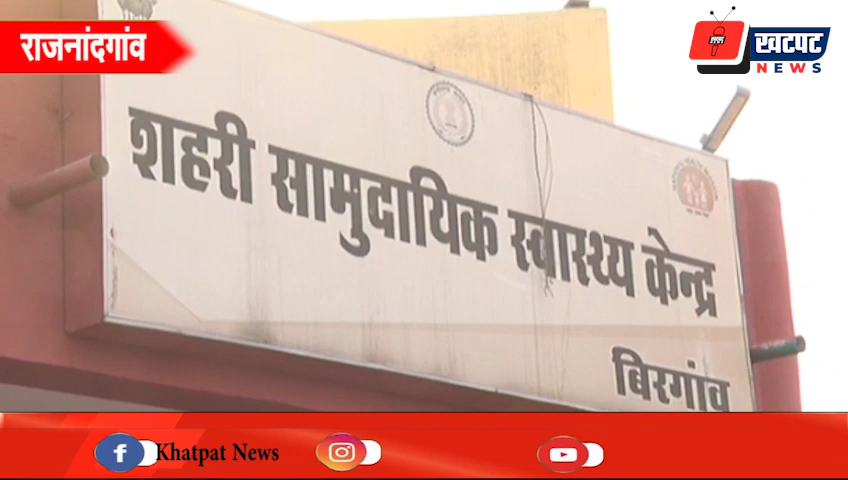 राजनांदगांव
खटपट
NEWS
शहरी सामुदायिक स्वास्थ्य केन्द्र
बिरगांव
Khatpat News